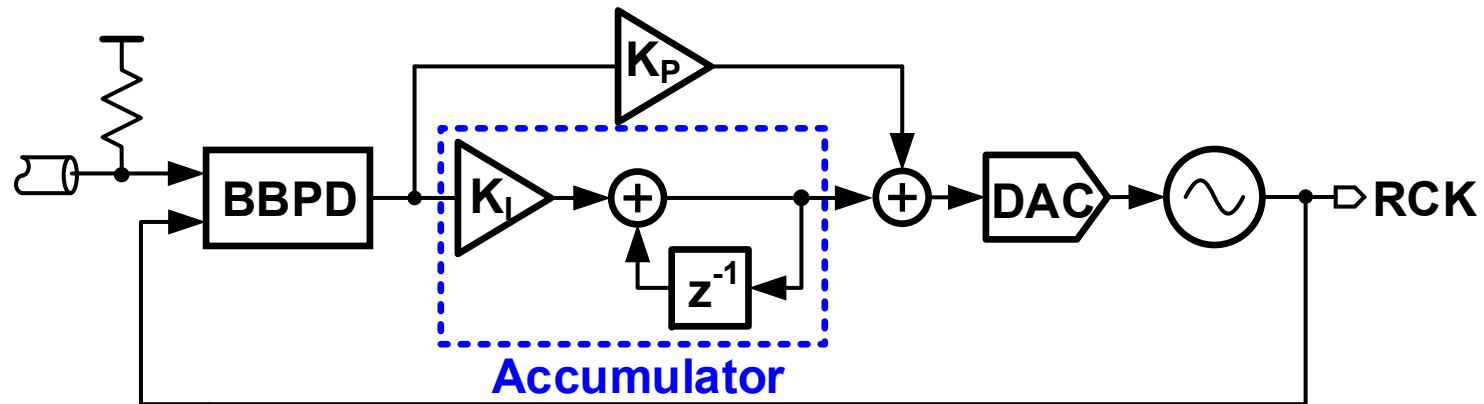 K_P
BBPD
K_I
+
+
DAC
RCK
z^-1
Accumulator